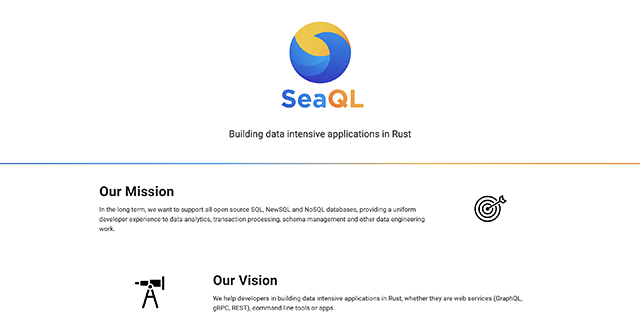 SeaQL
Building data intensive applications in Rust
Our Mission
In the long term, we want to support all open source SQL, NewSQL and NoSQL databases, providing a uniform
developer experience to data analytics, transaction processing, schema management and other data engineering
work.
Our Vision
We help developers in building data intensive applications in Rust, whether they are web services (GraphQL,
gRPC, REST), command line tools or apps.